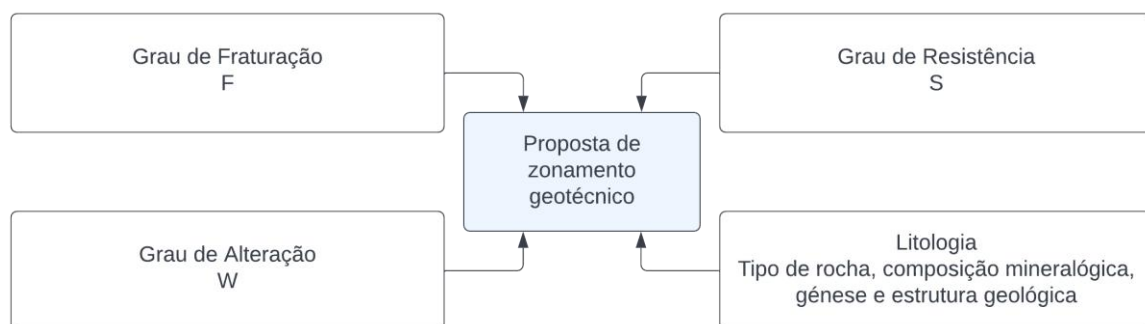 Grau de Fraturação
F
Grau de Resistência
S
Proposta de
zonamento
geotécnico
Grau de Alteração
W
Litologia
Tipo de rocha, composição mineralógica,
génese e estrutura geológica